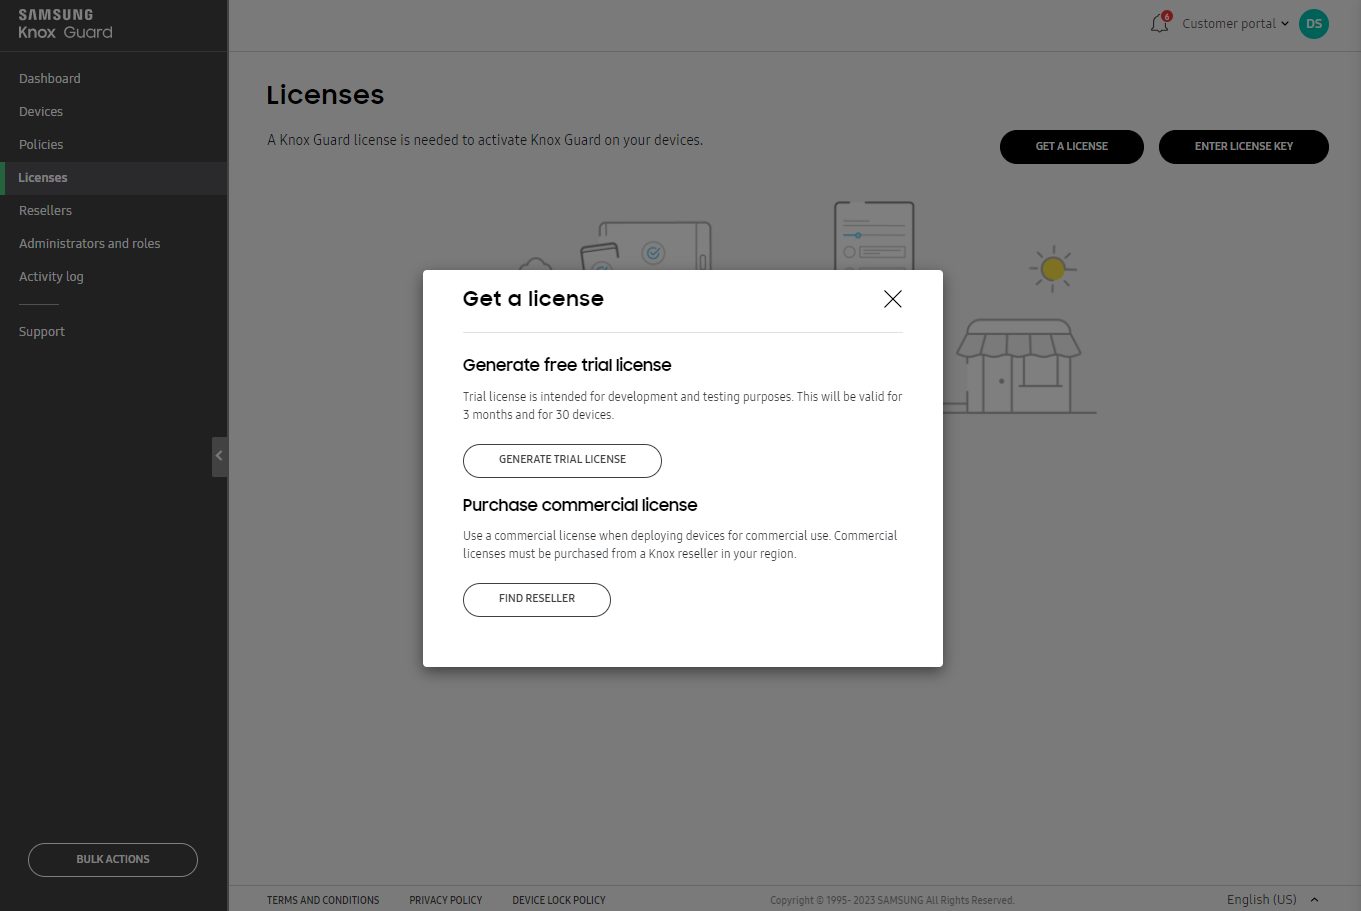 SAMSUNG
Knox Guard
6
Customer portal
DS
Dashboard
Devices
Policies
Licenses
Resellers
Administrators and roles
Activity log
Support
BULK ACTIONS
Licenses
A Knox Guard license is needed to activate Knox Guard on your devices.
GET A LICENSE
ENTER LICENSE KEY
Get a license
Generate free trial license
Trial license is intended for development and testing purposes. This will be valid for
3 months and for 30 devices.
GENERATE TRIAL LICENSE
Purchase commercial license
Use a commercial license when deploying devices for commercial use. Commercial
licenses must be purchased from a Knox reseller in your region.
FIND RESELLER
TERMS AND CONDITIONS
PRIVACY POLICY
DEVICE LOCK POLICY
Copyright © 1995- 2023 SAMSUNG All Rights Reserved.
English (US)